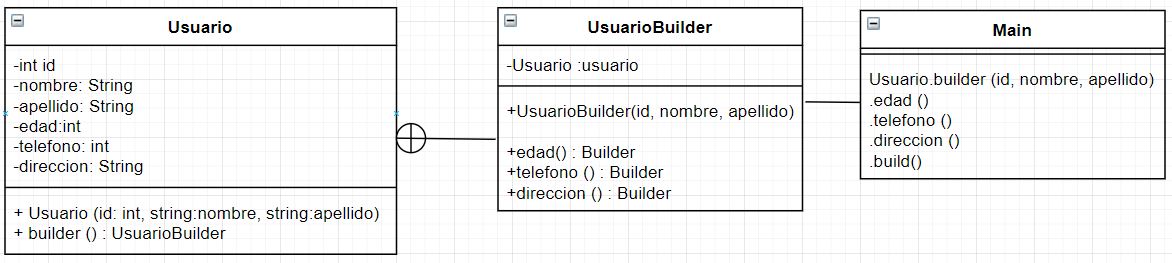 Usuario
-int id
-nombre: String
-apellido: String
-edad:int
-telefono: int
-direccion: String
+ Usuario (id: int, string:nombre, string:apellido)
+ builder () : UsuarioBuilder
UsuarioBuilder
-Usuario :usuario
+UsuarioBuilder(id, nombre, apellido)
+edad() : Builder
+telefono () : Builder
+direccion () : Builder
Main
Usuario.builder (id, nombre, apellido)
.edad ()
.telefono ()
.direccion ()
.build()